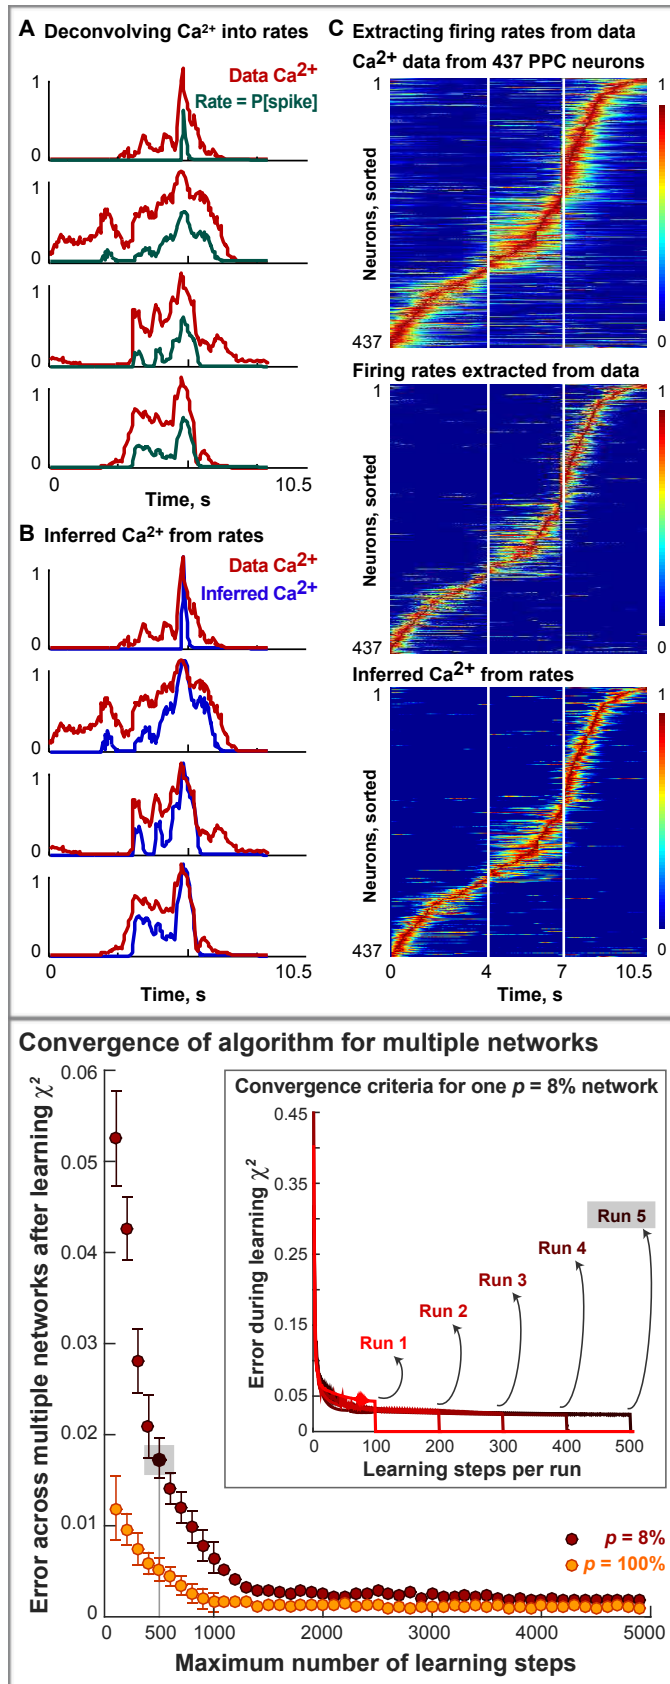 A Deconvolving Ca2+ into rates
1
Data Ca2+
Rate = P[spike]
0
1
0
1
0
1
0
0
10.5
Time, s
B Inferred Ca2+ from rates
Data Ca2+
1
Inferred Ca2+
0
1
0
1
0
1
0
0
10.5
Time, s
C Extracting firing rates from data
Ca2+ data from 437 PPC neurons
1
1
Neurons, sorted
437
0
Firing rates extracted from data
1
1
Neurons, sorted
437
0
Inferred Ca2+ from rates
1
1
Neurons, sorted
437
0
0
4
7
10.5
Time, s
Convergence of algorithm for multiple networks
0.06
0.05
0.04
0.03
0.02
0.01
0
Error across multiple networks after learning χ2
0
500
1000
2000
3000
4000
5000
Maximum number of learning steps
p = 8%
p = 100%
Convergence criteria for one p = 8% network
0.45
0.35
0.25
0.15
0.05
0
Error during learning χ2
Run 5
Run 4
Run 3
Run 2
Run 1
0
100
200
300
400
500
Learning steps per run